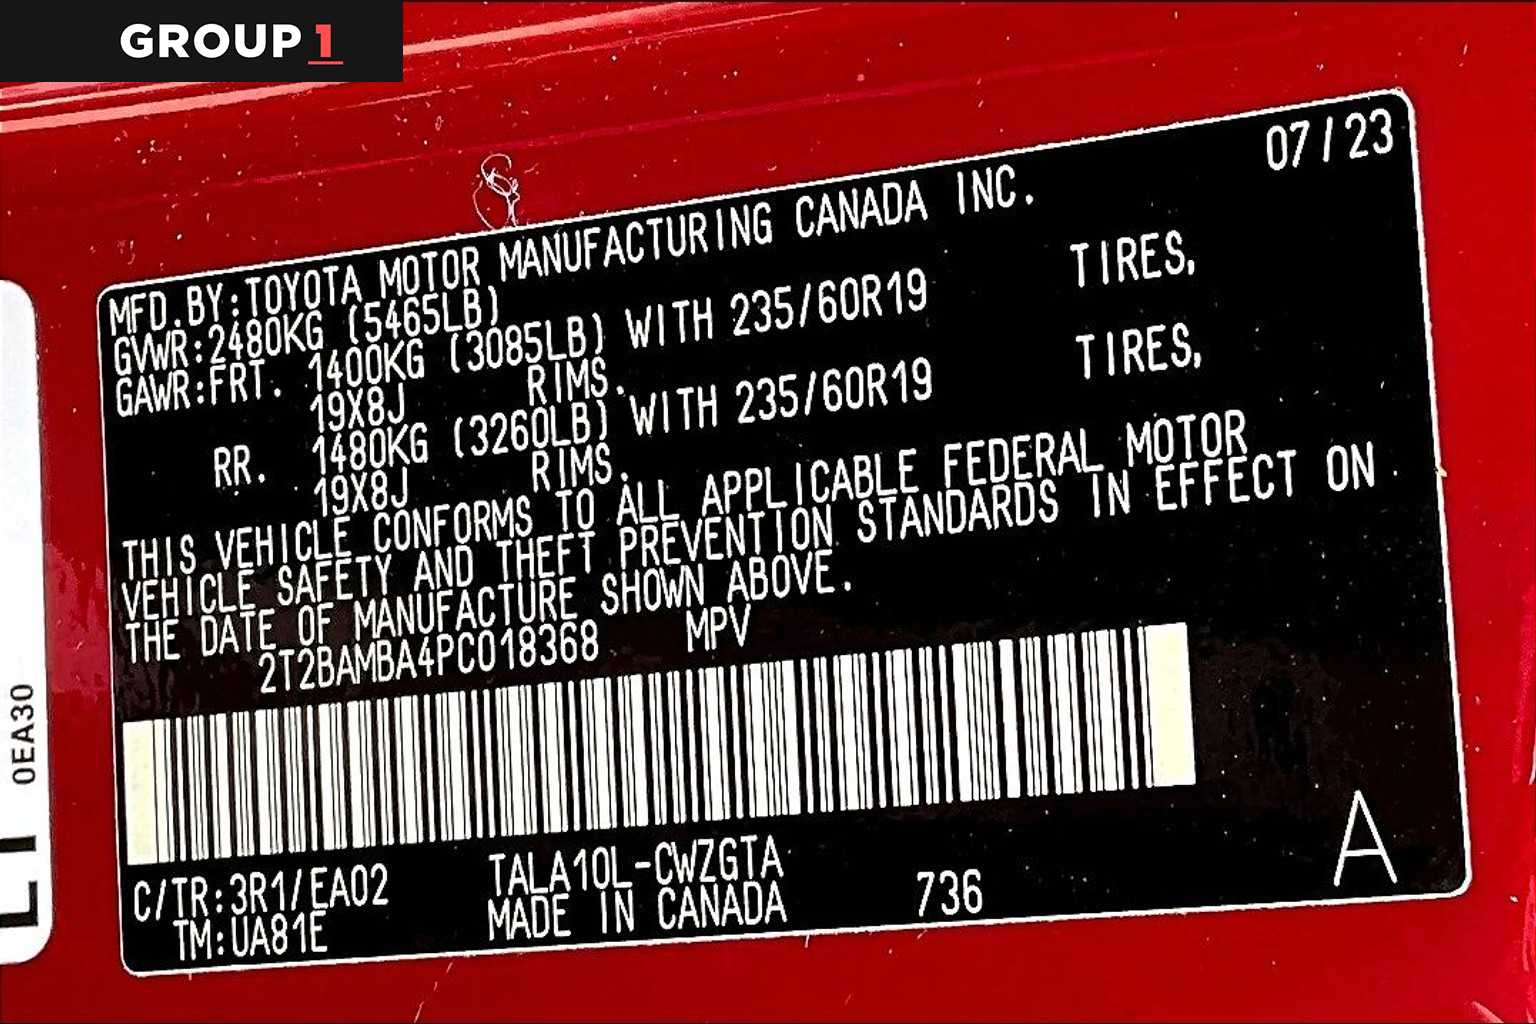 GROUP 1
07/23
MFD.BY:TOYOTA MOTOR MANUFACTURING CANADA INC.
GVWR:2480KG (5465LB)
GAWR:FRT. 1400KG (3085LB) WITH 235/60R19 TIRES,
19X8J RIMS.
RR. 1480KG (3260LB) WITH 235/60R19 TIRES,
19X8J RIMS.
THIS VEHICLE CONFORMS TO ALL APPLICABLE FEDERAL MOTOR
VEHICLE SAFETY AND THEFT PREVENTION STANDARDS IN EFFECT ON
THE DATE OF MANUFACTURE SHOWN ABOVE.
2T2BAMBA4PC018368 MPV
C/TR:3R1/EA02 TALA10L-CWZGTA
TM:UA81E MADE IN CANADA 736
A
0EA30